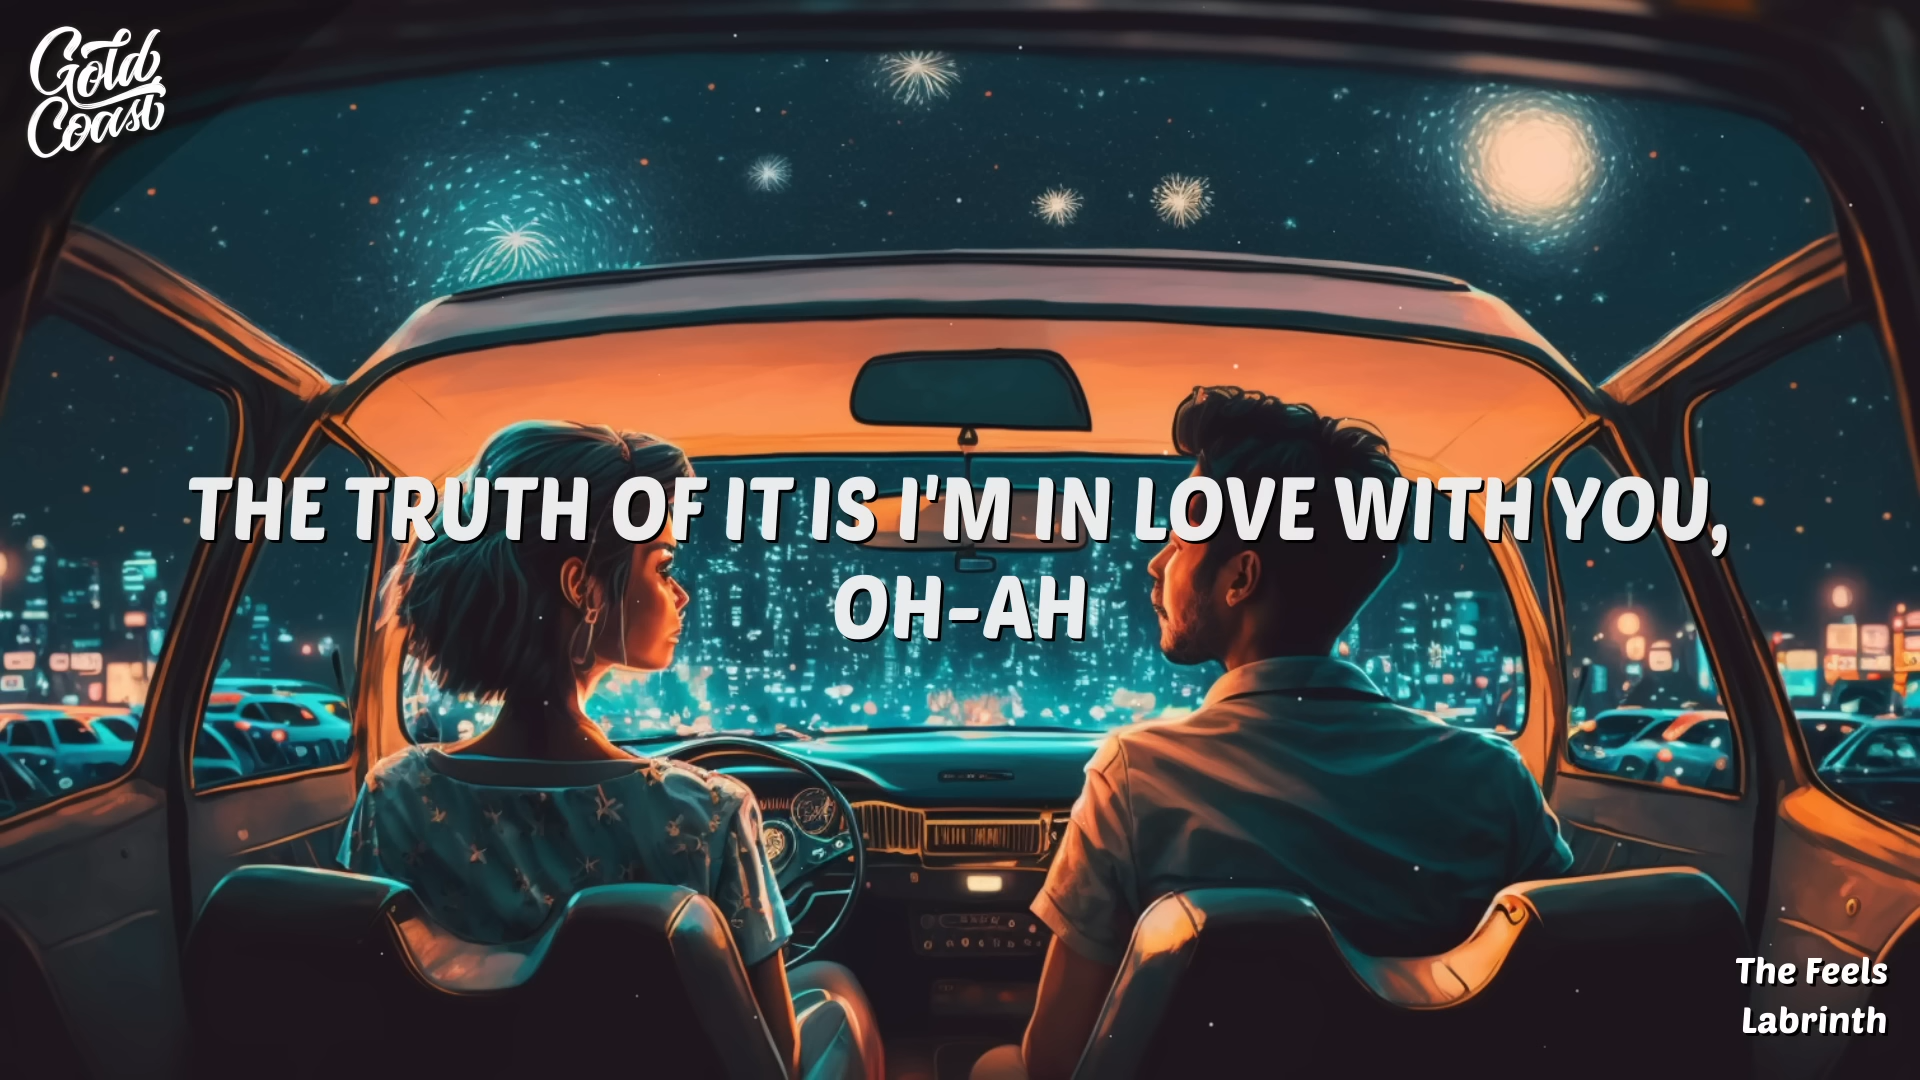 Gold
Coast
THE TRUTH OF IT IS I'M IN LOVE WITH YOU,
OH-AH
The Feels
Labrinth